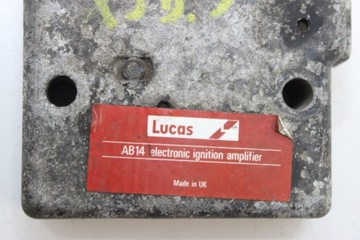 Lucas
AB14 electronic ignition amplifier
Made in UK